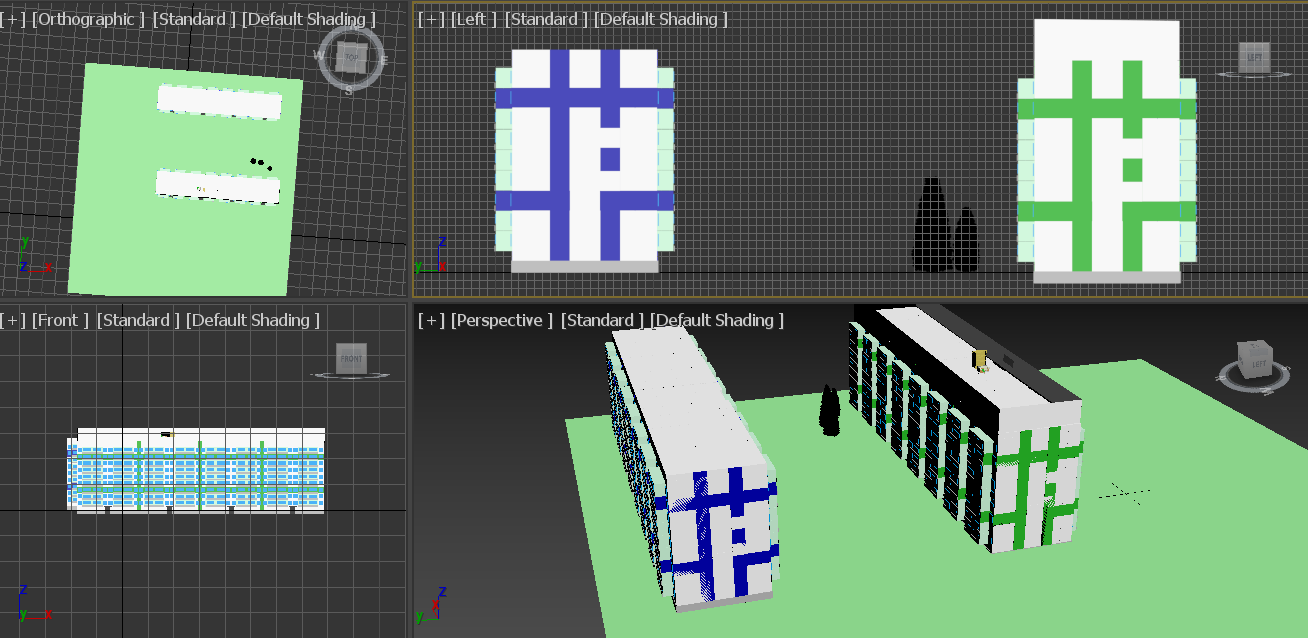 [+] [Orthographic ] [Standard ] [Default Shading ]
W N E S
TOP
y
z x
[+] [Left ] [Standard ] [Default Shading ]
LEFT
z
y x
[+] [Front ] [Standard ] [Default Shading ]
FRONT
z
y x
[+] [Perspective ] [Standard ] [Default Shading ]
LEFT
z
x
y